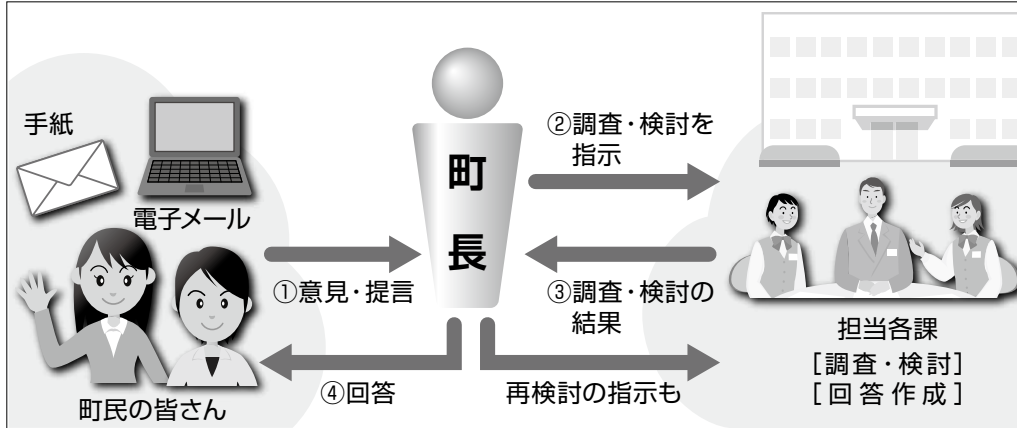 手紙
電子メール
町民の皆さん
①意見・提言
町長
②調査・検討を
指示
③調査・検討の
結果
④回答
再検討の指示も
担当各課
[調査・検討]
[回答作成]